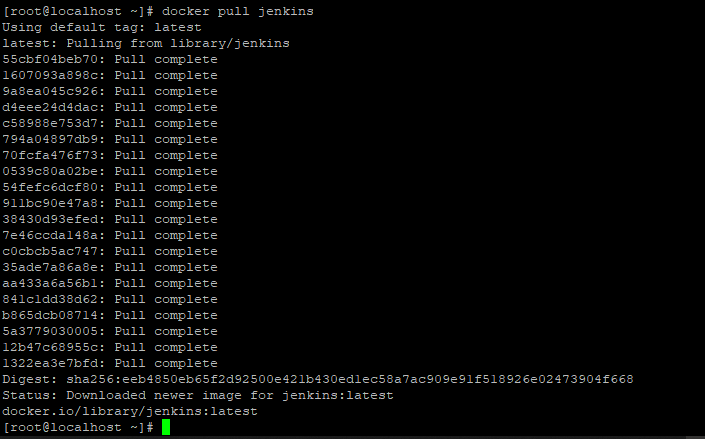 [root@localhost ~]# docker pull jenkins
Using default tag: latest
latest: Pulling from library/jenkins
55cbf04beb70: Pull complete
1607093a898c: Pull complete
9a8ea045c926: Pull complete
d4eee24d4dac: Pull complete
c58988e753d7: Pull complete
794a04897db9: Pull complete
70fcfa476f73: Pull complete
0539c80a02be: Pull complete
54fefc6dcf80: Pull complete
911bc90e47a8: Pull complete
38430d93efed: Pull complete
7e46ccda148a: Pull complete
c0cbcb5ac747: Pull complete
35ade7a86a8e: Pull complete
aa433a6a56b1: Pull complete
841c1dd38d62: Pull complete
b865dcb08714: Pull complete
5a3779030005: Pull complete
12b47c68955c: Pull complete
1322ea3e7bfd: Pull complete
Digest: sha256:eeb4850eb65f2d92500e421b430ed1ec58a7ac909e91f518926e02473904f668
Status: Downloaded newer image for jenkins:latest
docker.io/library/jenkins:latest
[root@localhost ~]#